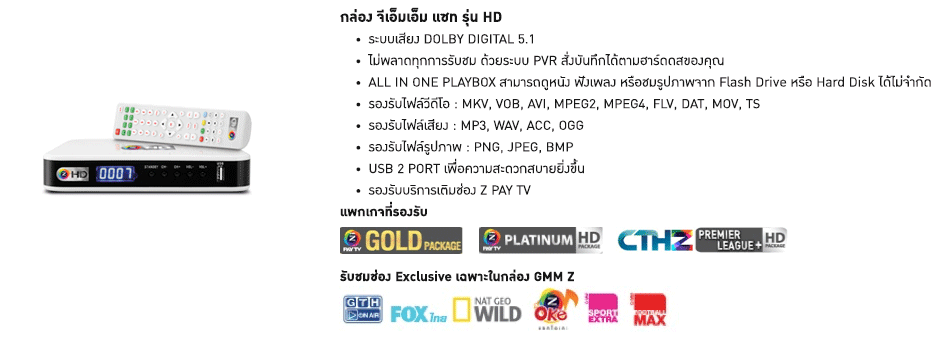 กล่อง จีเอ็มเอ็ม แซท รุ่น HD
• ระบบเสียง DOLBY DIGITAL 5.1
• ไม่พลาดทุกการรับชม ด้วยระบบ PVR สั่งบันทึกได้ตามฮาร์ดดสของคุณ
• ALL IN ONE PLAYBOX สามารถดูหนัง ฟังเพลง หรือชมรูปภาพจาก Flash Drive หรือ Hard Disk ได้ไม่จำกัด
• รองรับไฟล์วีดีโอ : MKV, VOB, AVI, MPEG2, MPEG4, FLV, DAT, MOV, TS
• รองรับไฟล์เสียง : MP3, WAV, ACC, OGG
• รองรับไฟล์รูปภาพ : PNG, JPEG, BMP
• USB 2 PORT เพื่อความสะดวกสบายยิ่งขึ้น
• รองรับบริการเติมช่อง Z PAY TV
Z HD 0007 STANDBY CH- CH+ VOL- VOL+
แพกเกจที่รองรับ
Z PAY TV GOLD PACKAGE Z PAY TV PLATINUM HD PACKAGE CTHZ PREMIER LEAGUE+ HD PACKAGE
รับชมช่อง Exclusive เฉพาะในกล่อง GMM Z
GTH ON AIR FOX ไทย NAT GEO WILD Z Oke GMM SPORT EXTRA GMM FOOTBALL MAX